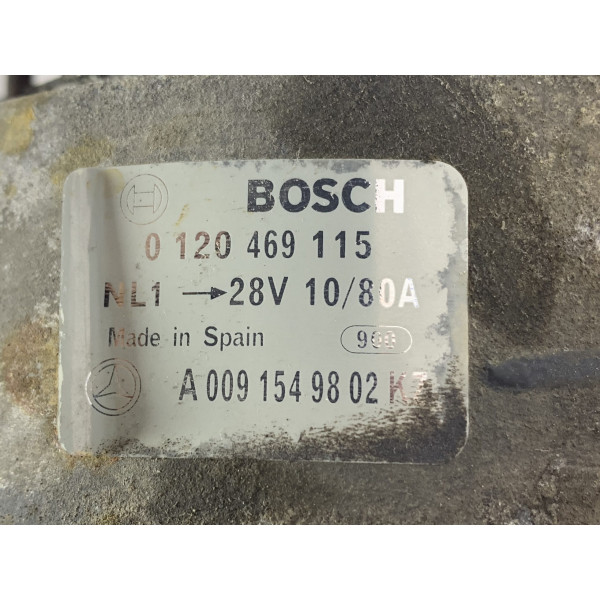 BOSCH
0 120 469 115
NL1 → 28V 10/80A
Made in Spain
A 009 154 98 02